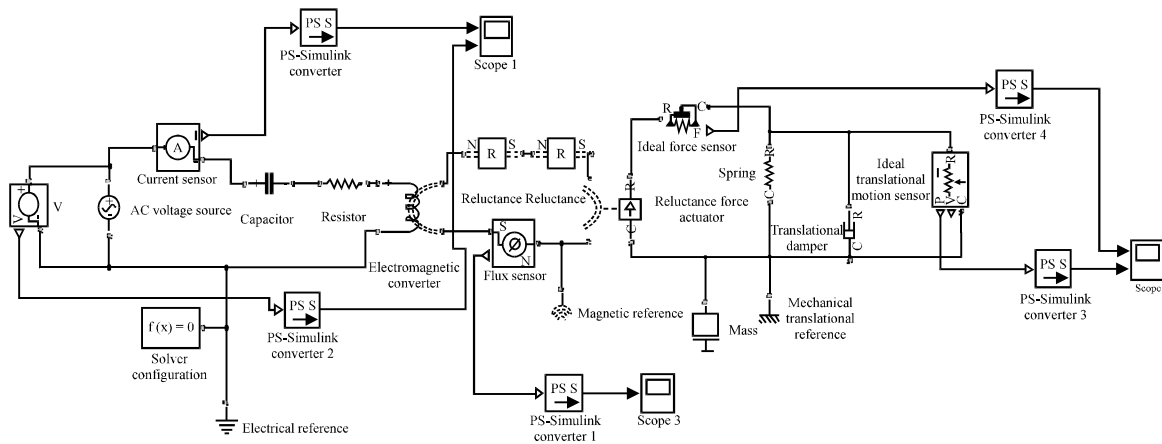 PS S
PS-Simulink
converter
Scope 1
A
Current sensor
+
V
V
AC voltage source
+
Capacitor
Resistor
+
Electromagnetic
converter
N R S
N R S
Reluctance Reluctance
S
N
Flux sensor
Magnetic reference
R
C
Reluctance force
actuator
R C
F
Ideal force sensor
Spring
R
C
Translational
damper
R
C
Ideal
translational
motion sensor
R
P V C
PS S
PS-Simulink
converter 4
PS S
PS-Simulink
converter 3
Scope
Mass
Mechanical
translational
reference
f (x) = 0
Solver
configuration
PS S
PS-Simulink
converter 2
Electrical reference
PS S
PS-Simulink
converter 1
Scope 3